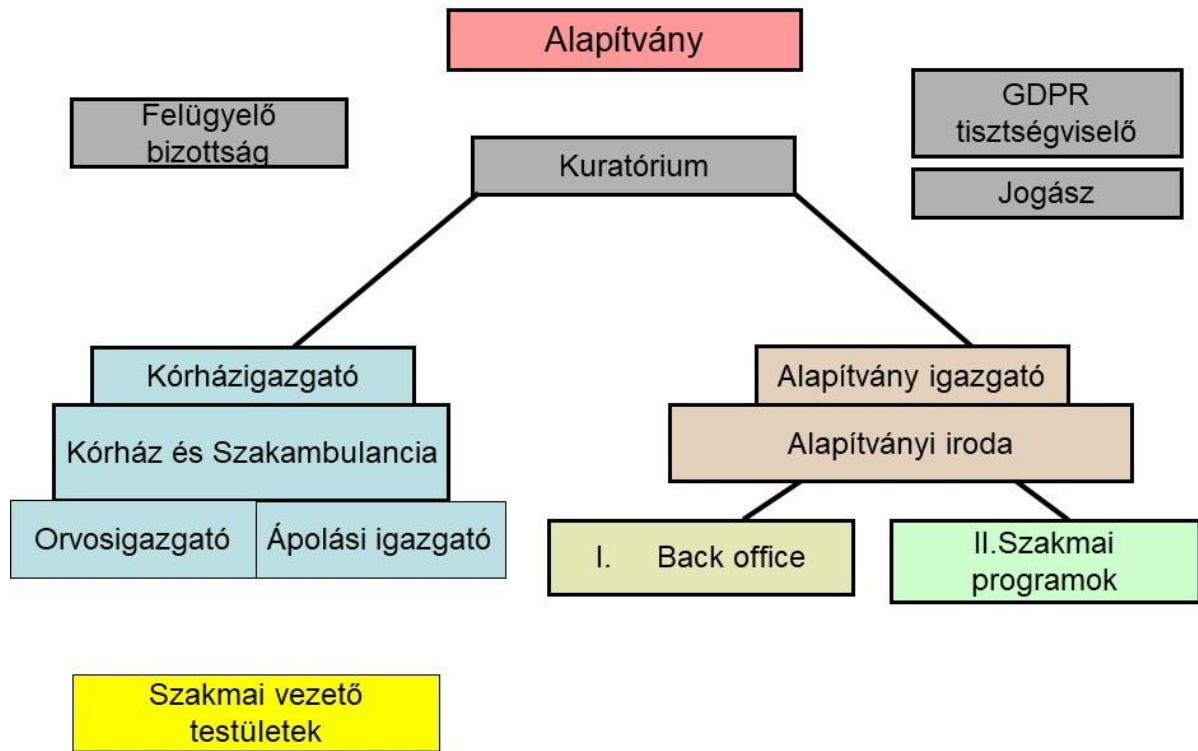 Alapítvány
Felügyelő
bizottság
GDPR
tisztségviselő
Kuratórium
Jogász
Kórházigazgató
Alapítvány igazgató
Kórház és Szakambulancia
Alapítványi iroda
Orvosigazgató
Ápolási igazgató
I. Back office
II.Szakmai
programok
Szakmai vezető
testületek